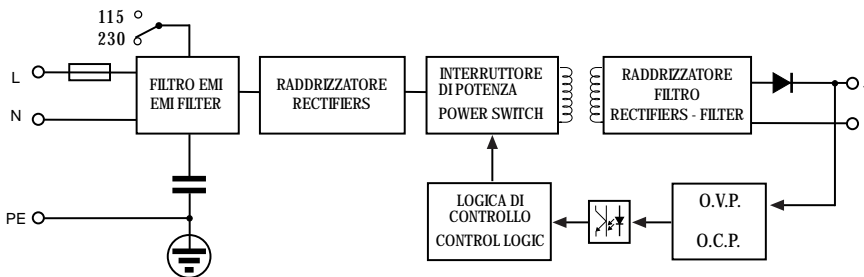 115
230
L
N
PE
FILTRO EMI
EMI FILTER
RADDRIZZATORE
RECTIFIERS
INTERRUTTORE
DI POTENZA
POWER SWITCH
RADDRIZZATORE
FILTRO
RECTIFIERS - FILTER
LOGICA DI
CONTROLLO
CONTROL LOGIC
O.V.P.
O.C.P.